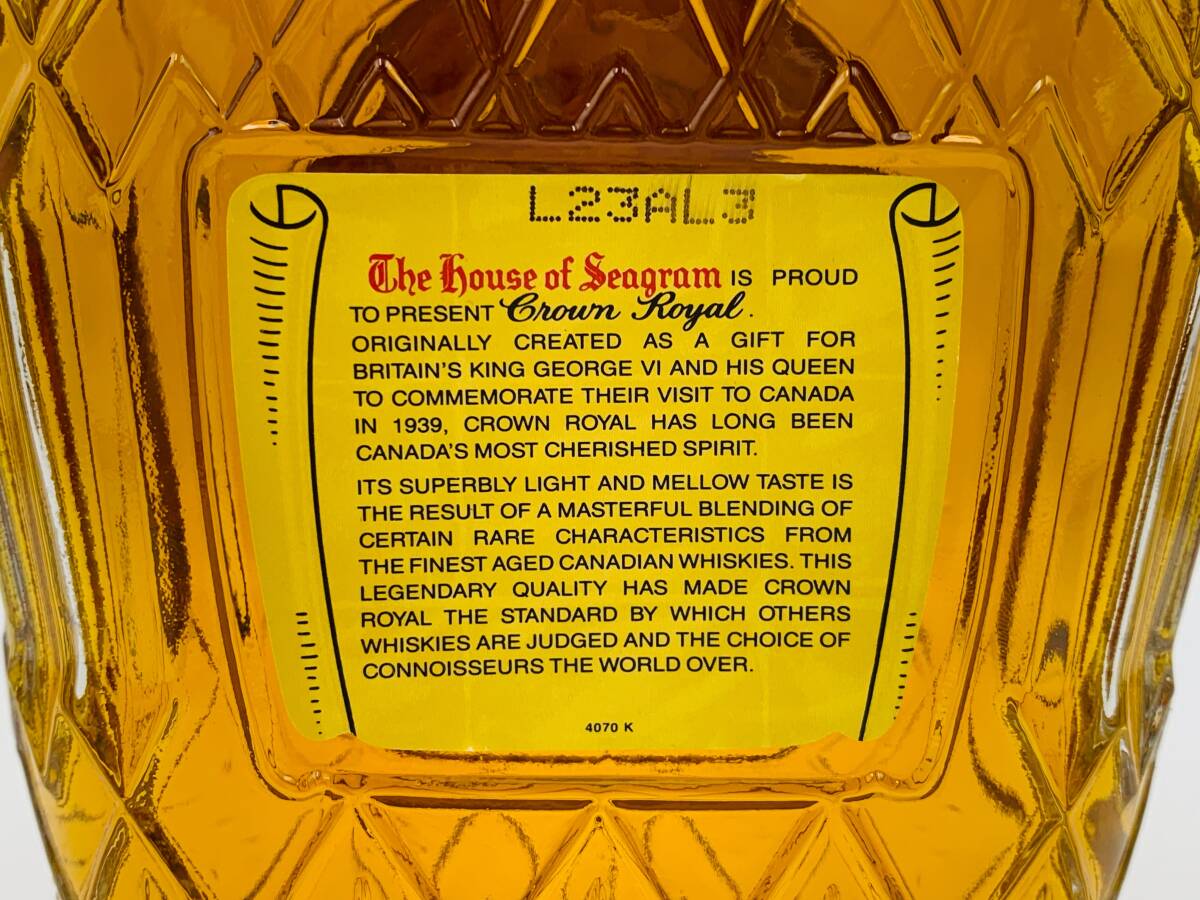 L23AL3
The House of Seagram IS PROUD
TO PRESENT Crown Royal.
ORIGINALLY CREATED AS A GIFT FOR
BRITAIN'S KING GEORGE VI AND HIS QUEEN
TO COMMEMORATE THEIR VISIT TO CANADA
IN 1939, CROWN ROYAL HAS LONG BEEN
CANADA'S MOST CHERISHED SPIRIT.
ITS SUPERBLY LIGHT AND MELLOW TASTE IS
THE RESULT OF A MASTERFUL BLENDING OF
CERTAIN RARE CHARACTERISTICS FROM
THE FINEST AGED CANADIAN WHISKIES. THIS
LEGENDARY QUALITY HAS MADE CROWN
ROYAL THE STANDARD BY WHICH OTHERS
WHISKIES ARE JUDGED AND THE CHOICE OF
CONNOISSEURS THE WORLD OVER.
4070 K